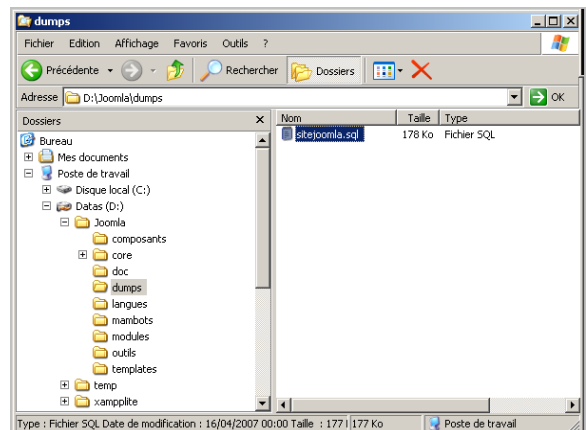 dumps
Fichier Edition Affichage Favoris Outils ?
Précédente Rechercher Dossiers
Adresse D:\Joomla\dumps OK
Dossiers
Nom Taille Type
sitejoomla.sql 178 Ko Fichier SQL
Bureau
Mes documents
Poste de travail
Disque local (C:)
Datas (D:)
Joomla
composants
core
doc
dumps
langues
mambots
modules
outils
templates
temp
xampplite
Type : Fichier SQL Date de modification : 16/04/2007 00:00 Taille : 177 177 Ko Poste de travail